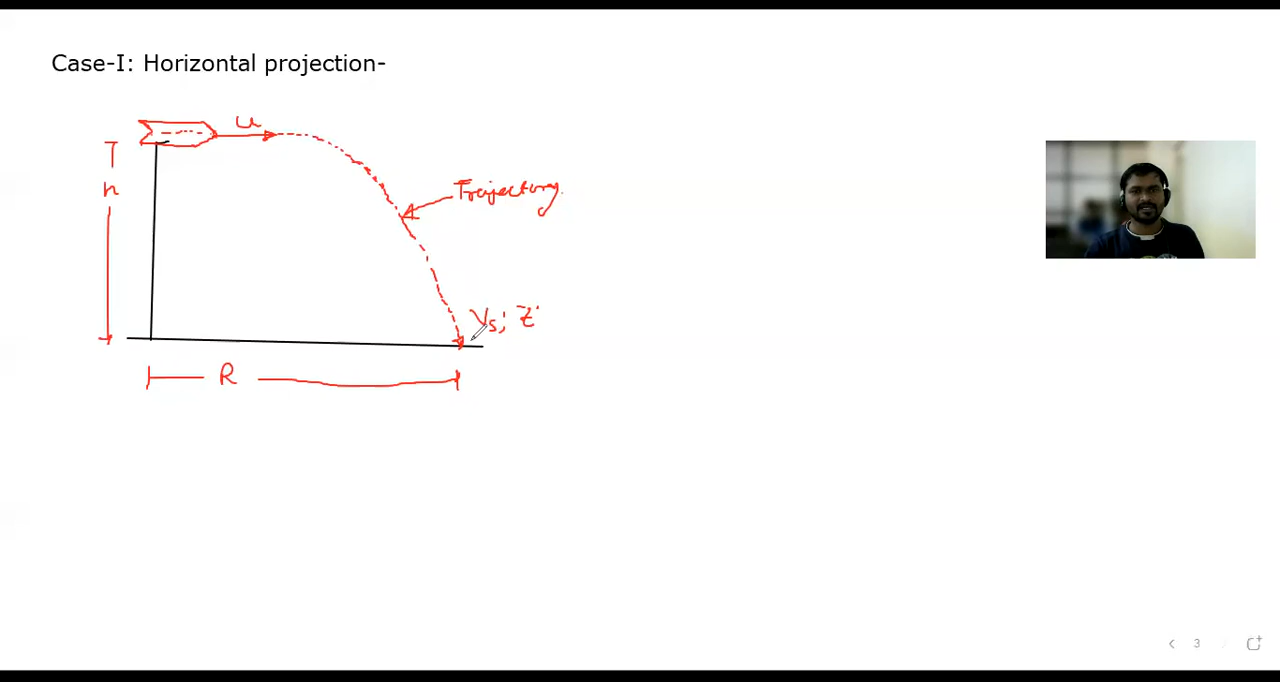 Case-I: Horizontal projection-
u
h
Trajectory.
Vs; Z
R
3